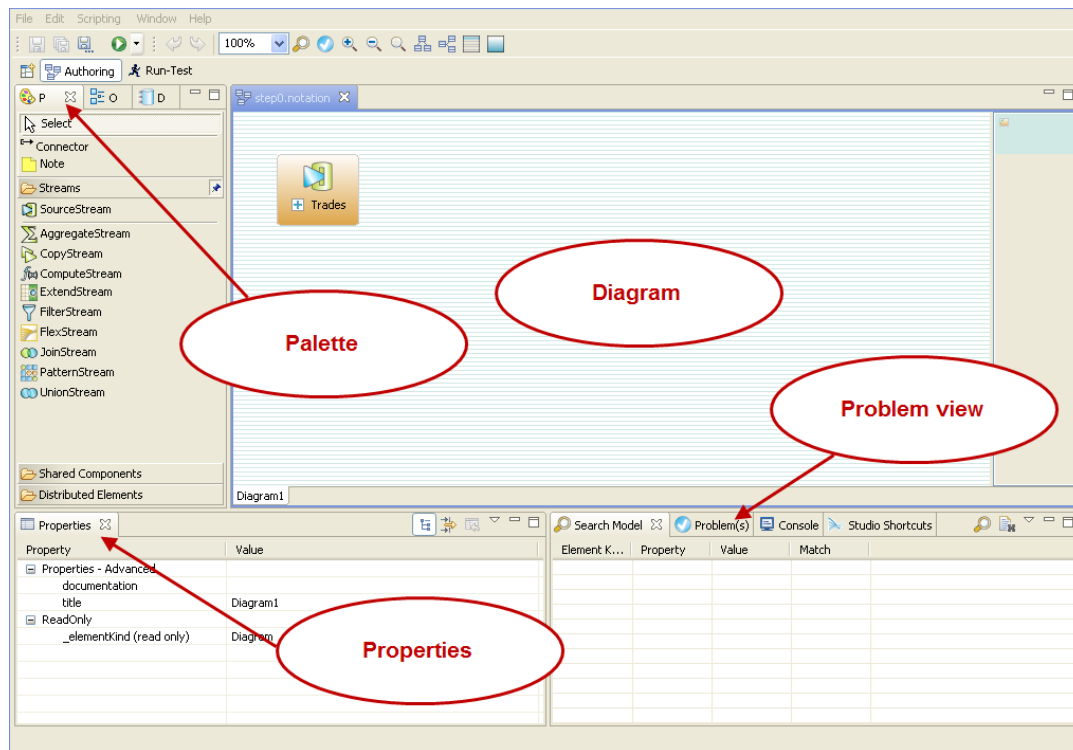 File Edit Scripting Window Help
100%
Authoring Run-Test
P O D
step0.notation
Select
Connector
Note
Streams
SourceStream
AggregateStream
CopyStream
ComputeStream
ExtendStream
FilterStream
FlexStream
JoinStream
PatternStream
UnionStream
Shared Components
Distributed Elements
Trades
Diagram
Palette
Problem view
Diagram1
Properties
Property Value
Properties - Advanced
documentation
title Diagram1
ReadOnly
_elementKind (read only) Diagram
Properties
Search Model Problem(s) Console Studio Shortcuts
Element K... Property Value Match